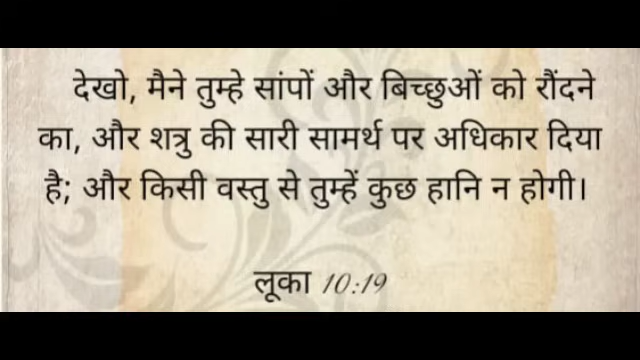 देखो, मैने तुम्हे सांपों और बिच्छुओं को रौंदने
का, और शत्रु की सारी सामर्थ पर अधिकार दिया
है; और किसी वस्तु से तुम्हें कुछ हानि न होगी।
लूका 10:19